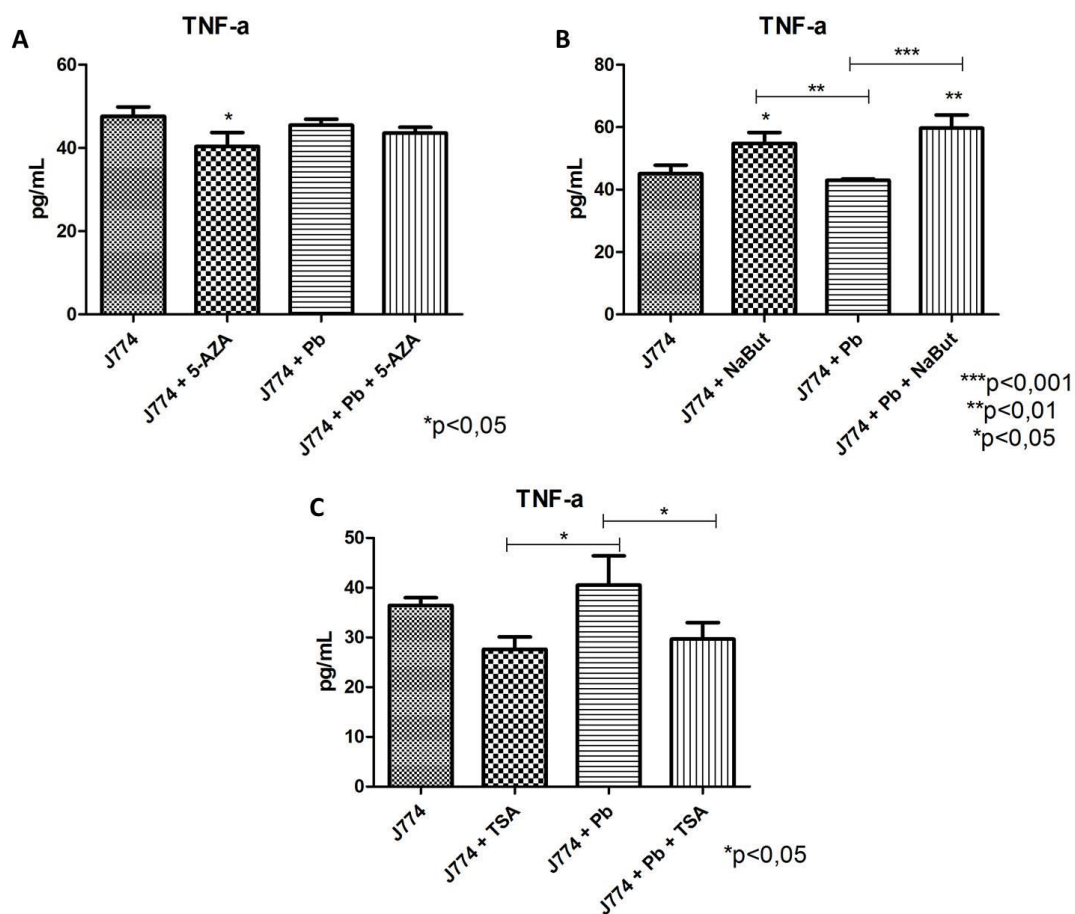 A
TNF-a
60
40
20
0
pg/mL
J774
J774 + 5-AZA
J774 + Pb
J774 + Pb + 5-AZA
*
*p<0,05
B
TNF-a
80
60
40
20
0
pg/mL
***
**
*
**
J774
J774 + NaBut
J774 + Pb
J774 + Pb + NaBut
***p<0,001
**p<0,01
*p<0,05
C
TNF-a
50
40
30
20
10
0
pg/mL
*
*
J774
J774 + TSA
J774 + Pb
J774 + Pb + TSA
*p<0,05